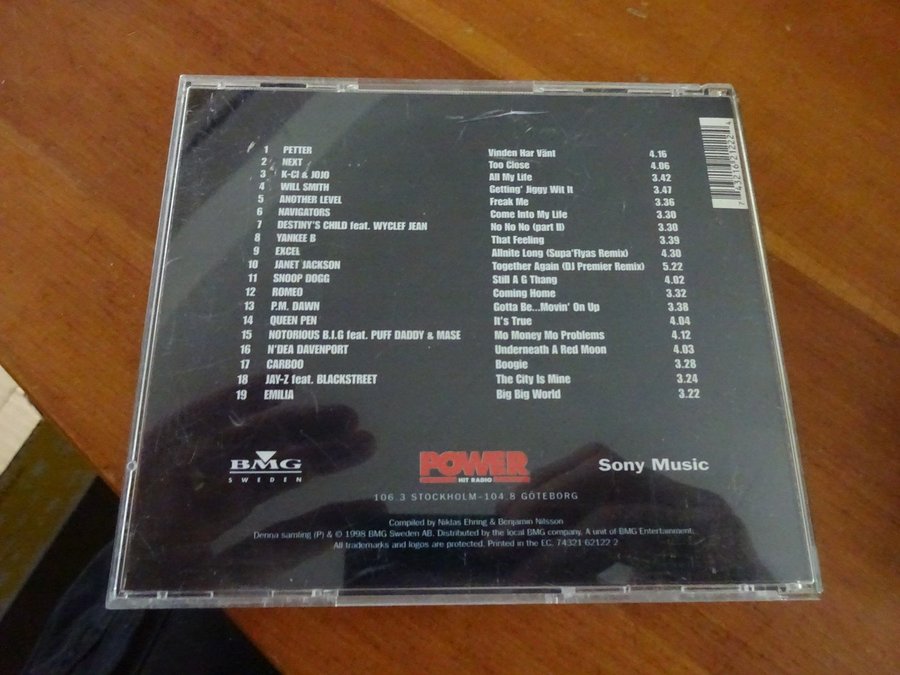 1 PETTER Vinden Har Vänt 4.16
2 NEXT Too Close 4.06
3 K-CI & JOJO All My Life 3.42
4 WILL SMITH Getting' Jiggy Wit It 3.47
5 ANOTHER LEVEL Freak Me 3.36
6 NAVIGATORS Come Into My Life 3.30
7 DESTINY'S CHILD feat. WYCLEF JEAN No No No (part II) 3.30
8 YANKEE B That Feeling 3.39
9 EXCEL Allnite Long (Supa'Flyas Remix) 4.30
10 JANET JACKSON Together Again (DJ Premier Remix) 5.22
11 SNOOP DOGG Still A G Thang 4.02
12 ROMEO Coming Home 3.32
13 P.M. DAWN Gotta Be...Movin' On Up 3.38
14 QUEEN PEN It's True 4.04
15 NOTORIOUS B.I.G feat. PUFF DADDY & MASE Mo Money Mo Problems 4.12
16 N'DEA DAVENPORT Underneath A Red Moon 4.03
17 CARBOO Boogie 3.28
18 JAY-Z feat. BLACKSTREET The City Is Mine 3.24
19 EMILIA Big Big World 3.22
BMG
SWEDEN
POWER
HIT RADIO
Sony Music
106.3 STOCKHOLM–104.8 GÖTEBORG
Compiled by Niklas Ehring & Benjamin Nilsson
Denna samling (P) & © 1998 BMG Sweden AB. Distributed by the local BMG company. A unit of BMG Entertainment.
All trademarks and logos are protected. Printed in the EC. 74321 62122 2